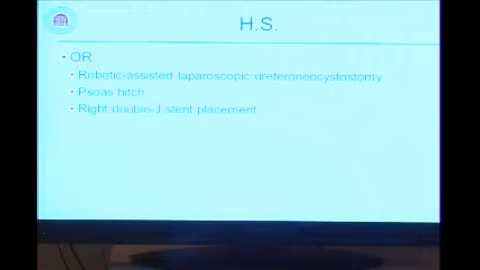 H.S.
• OR
• Robotic-assisted laparoscopic ureteroneocystostomy
• Psoas hitch
• Right double-J stent placement